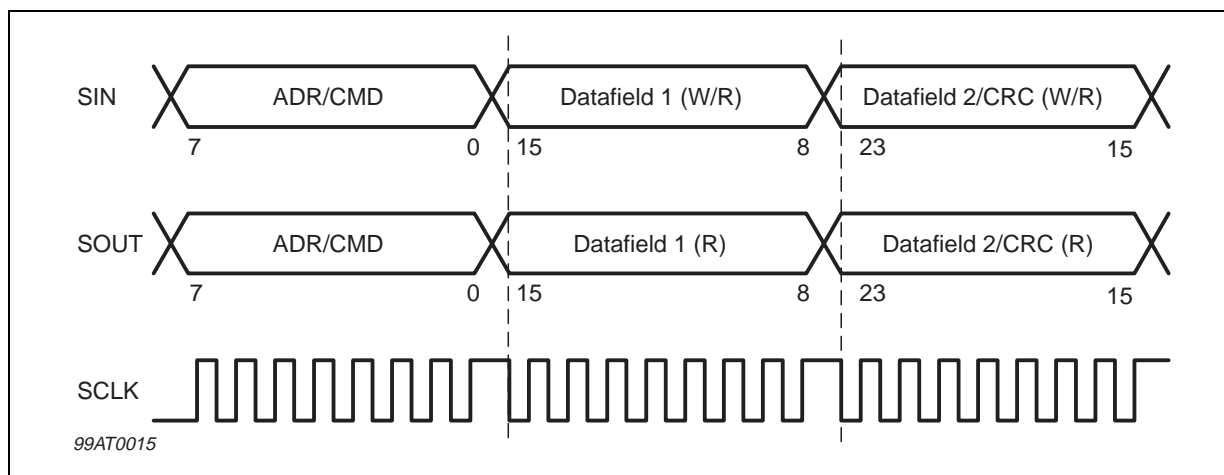 SIN ADR/CMD Datafield 1 (W/R) Datafield 2/CRC (W/R)
7 0 15 8 23 15
SOUT ADR/CMD Datafield 1 (R) Datafield 2/CRC (R)
7 0 15 8 23 15
SCLK
99AT0015